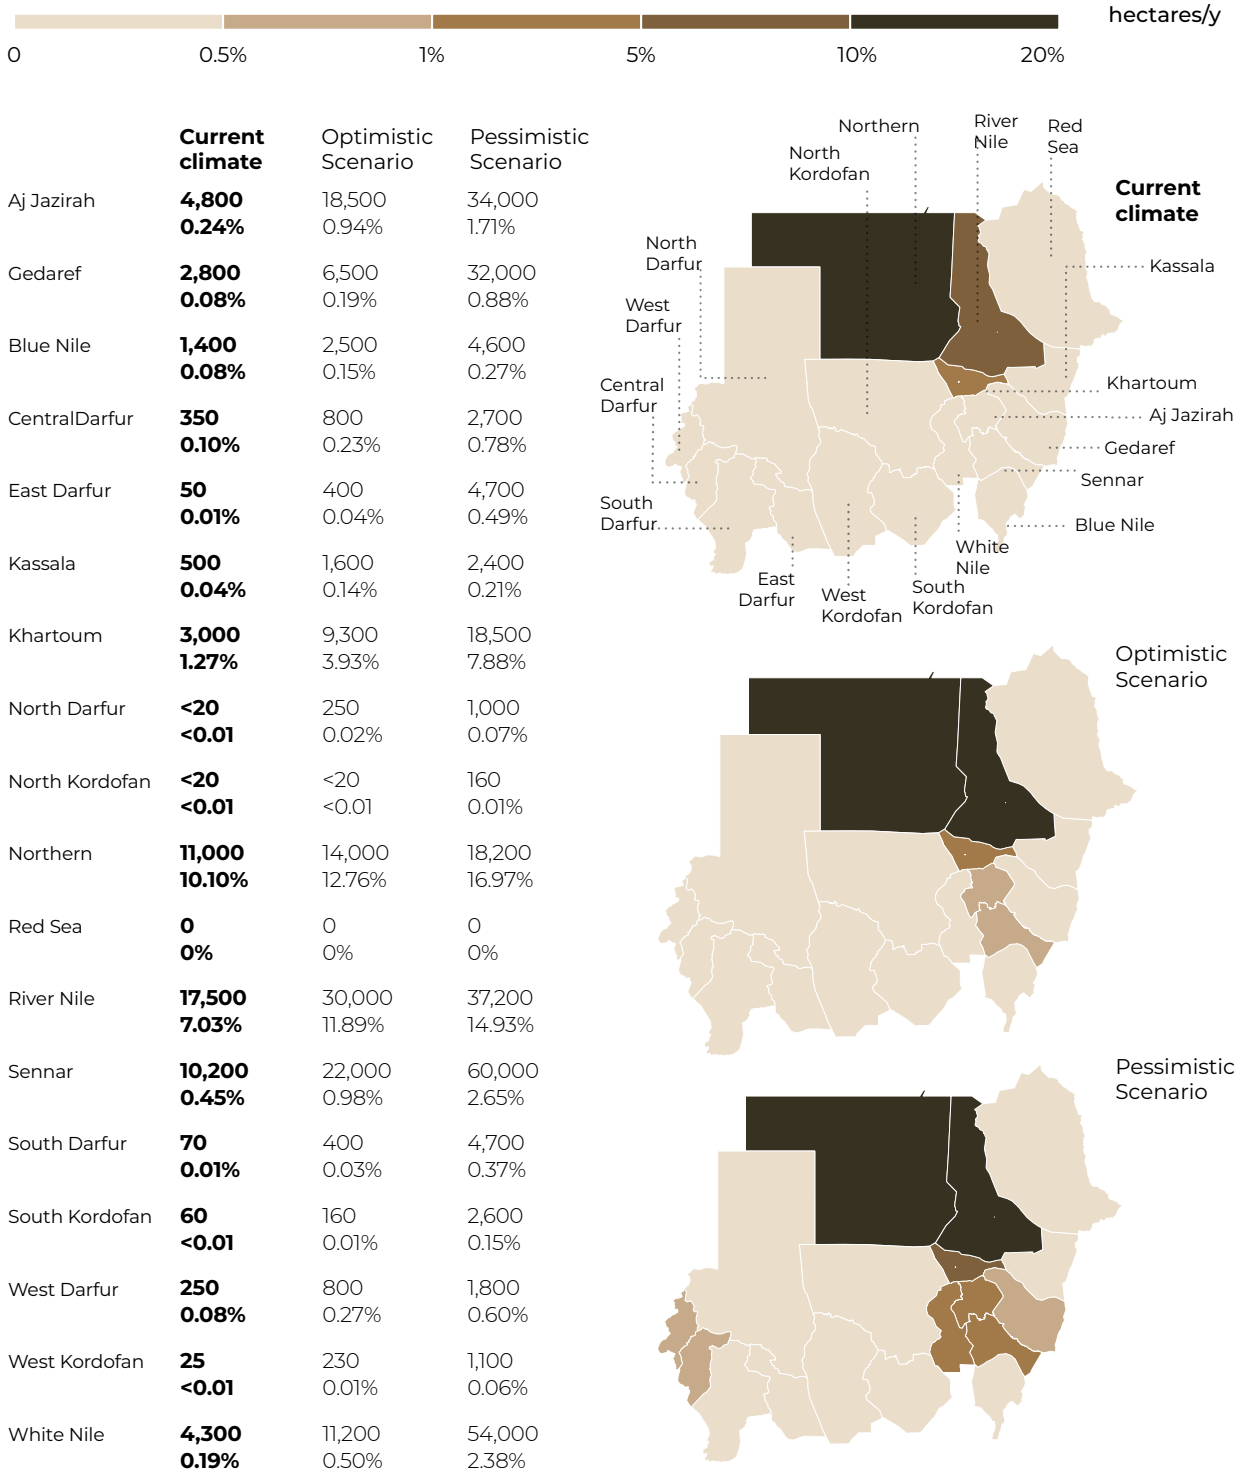 hectares/y
0 0.5% 1% 5% 10% 20%
Current climate Optimistic Scenario Pessimistic Scenario
Aj Jazirah 4,800 18,500 34,000
0.24% 0.94% 1.71%
Gedaref 2,800 6,500 32,000
0.08% 0.19% 0.88%
Blue Nile 1,400 2,500 4,600
0.08% 0.15% 0.27%
CentralDarfur 350 800 2,700
0.10% 0.23% 0.78%
East Darfur 50 400 4,700
0.01% 0.04% 0.49%
Kassala 500 1,600 2,400
0.04% 0.14% 0.21%
Khartoum 3,000 9,300 18,500
1.27% 3.93% 7.88%
North Darfur <20 250 1,000
<0.01 0.02% 0.07%
North Kordofan <20 <20 160
<0.01 <0.01 0.01%
Northern 11,000 14,000 18,200
10.10% 12.76% 16.97%
Red Sea 0 0 0
0% 0% 0%
River Nile 17,500 30,000 37,200
7.03% 11.89% 14.93%
Sennar 10,200 22,000 60,000
0.45% 0.98% 2.65%
South Darfur 70 400 4,700
0.01% 0.03% 0.37%
South Kordofan 60 160 2,600
<0.01 0.01% 0.15%
West Darfur 250 800 1,800
0.08% 0.27% 0.60%
West Kordofan 25 230 1,100
<0.01 0.01% 0.06%
White Nile 4,300 11,200 54,000
0.19% 0.50% 2.38%
Current
climate
Northern
River
Nile
Red
Sea
North
Kordofan
North
Darfur
West
Darfur
Central
Darfur
South
Darfur
East
Darfur
West
Kordofan
South
Kordofan
White
Nile
Kassala
Khartoum
Aj Jazirah
Gedaref
Sennar
Blue Nile
Optimistic
Scenario
Pessimistic
Scenario